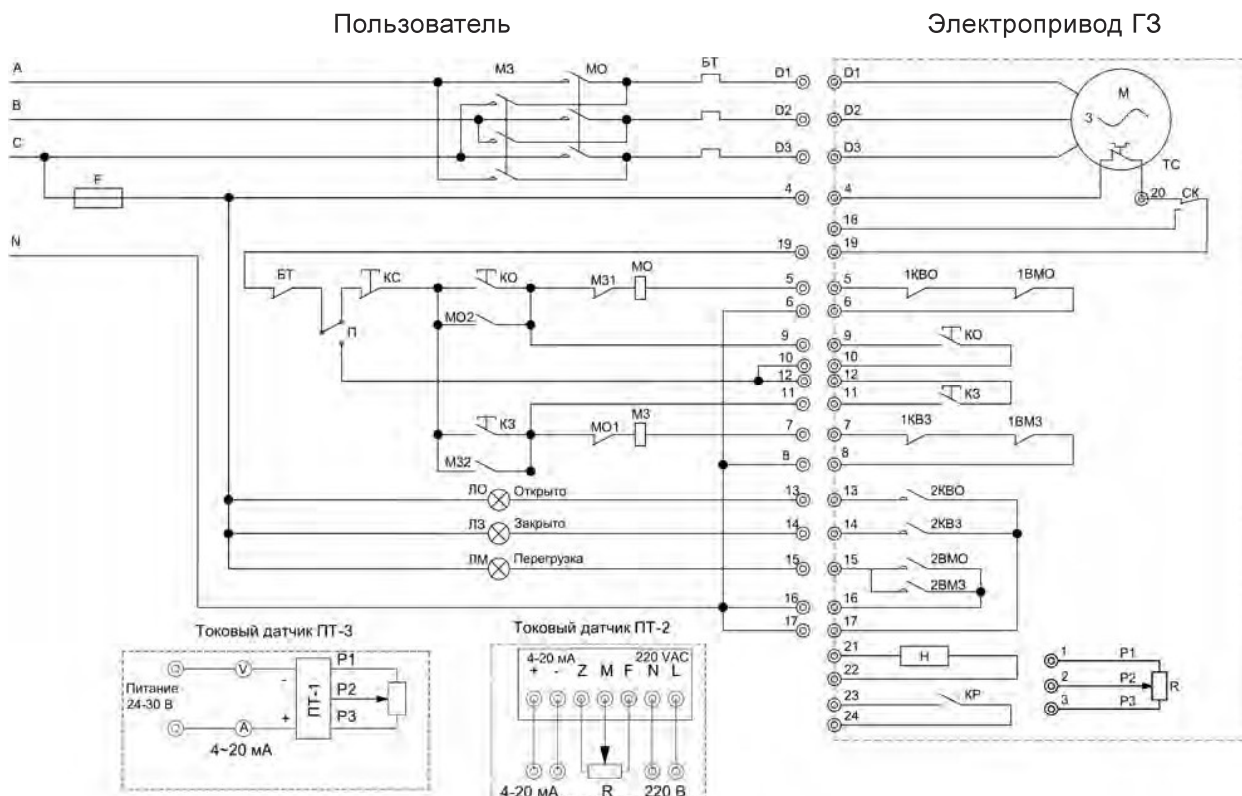 Пользователь
Электропривод ГЗ
A
МЗ
МО
БТ
D1
D1
М
3
B
D2
D2
C
D3
D3
ТС
F
4
4
20
СК
18
N
19
19
БТ
КС
КО
МЗ1
МО
5
5
1КВО
1ВМО
МО2
6
6
П
9
9
КО
10
10
12
12
11
11
КЗ
КЗ
МО1
МЗ
7
7
1КВЗ
1ВМЗ
МЗ2
8
8
ЛО
Открыто
13
13
2КВО
ЛЗ
Закрыто
14
14
2КВЗ
ЛМ
Перегрузка
15
15
2ВМО
2ВМЗ
16
16
17
17
Токовый датчик ПТ-3
Питание
24-30 В
V
-
ПТ-1
P1
P2
P3
A
+
4~20 мА
Токовый датчик ПТ-2
4-20 мА
220 VAC
+ - Z M F N L
4-20 мА
R
220 В
21
Н
22
23
КР
24
1
P1
2
P2
R
3
P3